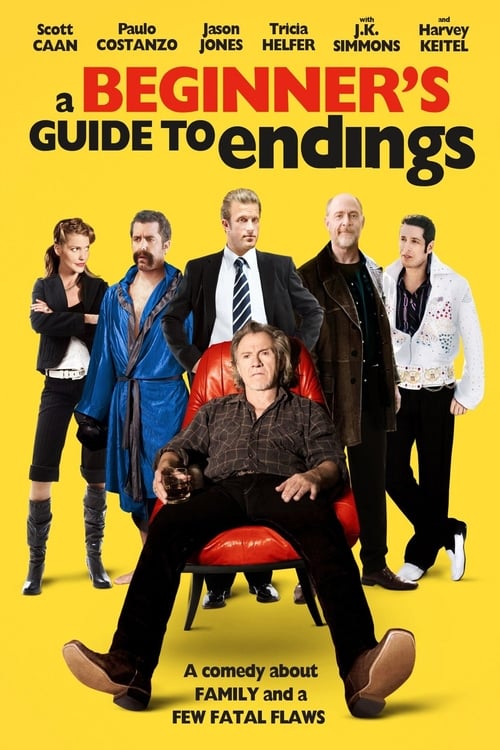 Scott CAAN
Paulo COSTANZO
Jason JONES
Tricia HELFER
with J.K. SIMMONS
and Harvey KEITEL
a BEGINNER'S
GUIDE TO endings
A comedy about
FAMILY and a
FEW FATAL FLAWS